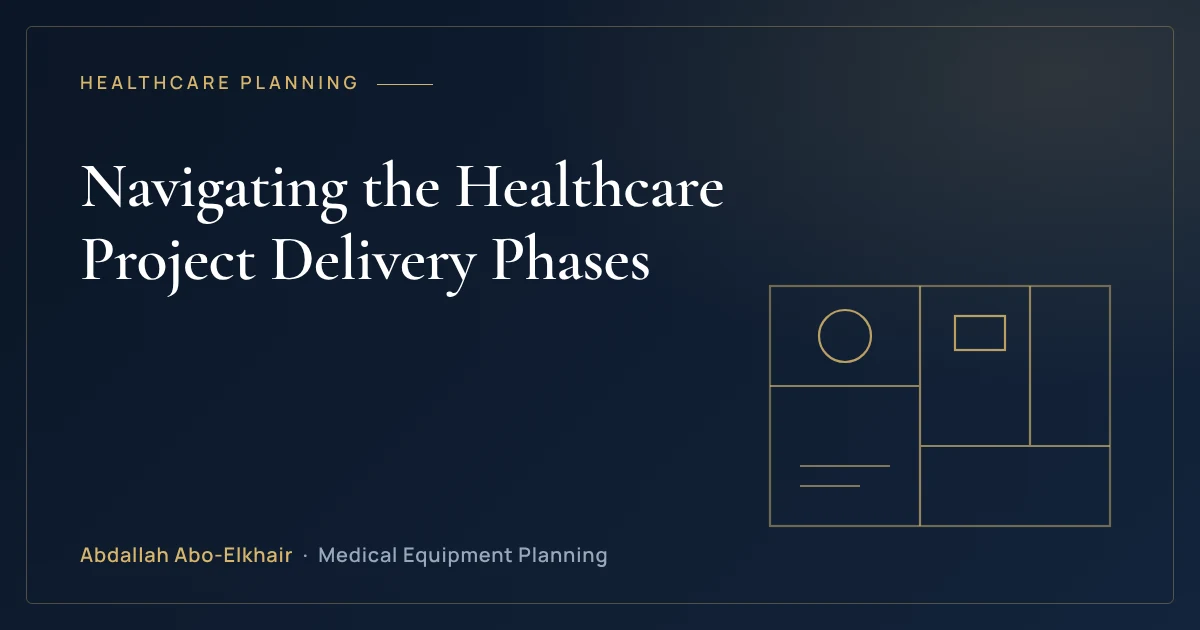 HEALTHCARE PLANNING
Navigating the Healthcare
Project Delivery Phases
Abdallah Abo-Elkhair · Medical Equipment Planning